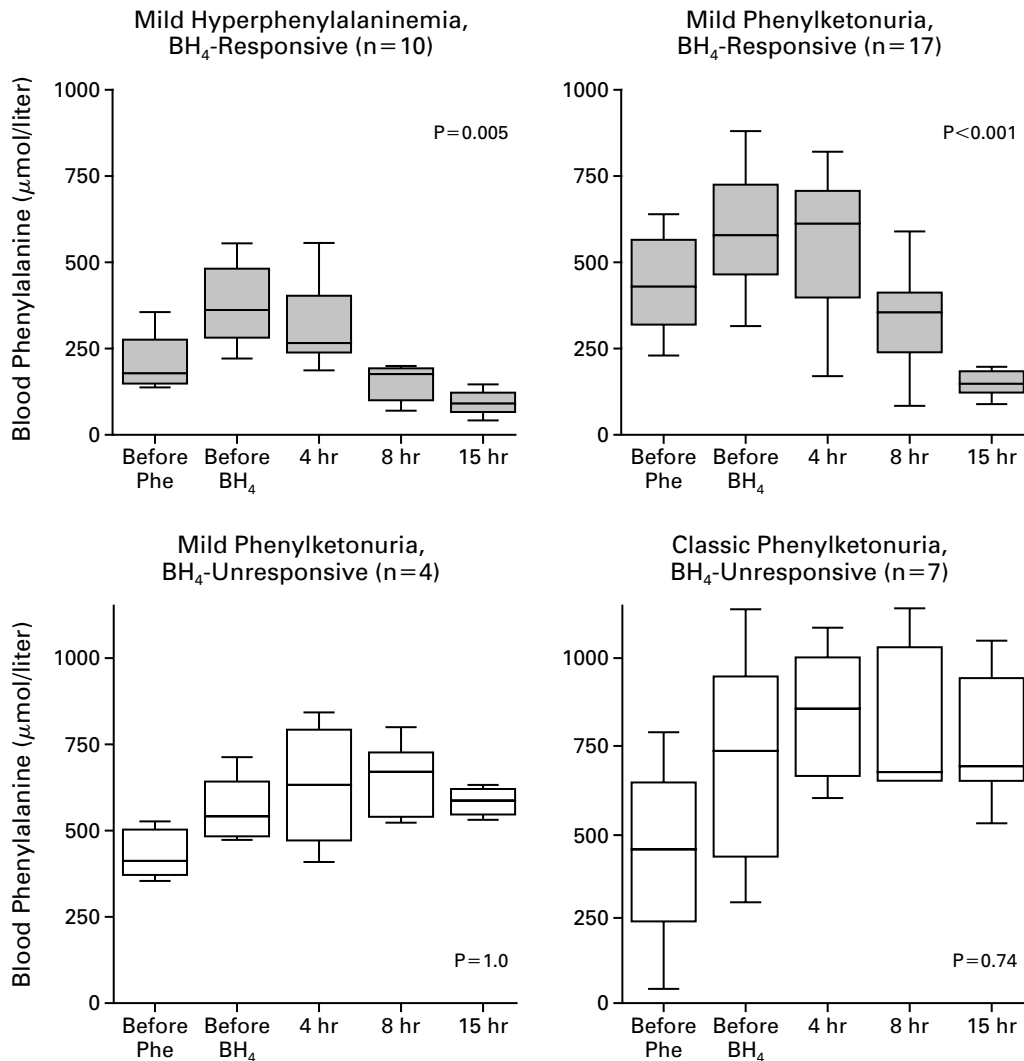 Mild Hyperphenylalaninemia,
BH₄-Responsive (n=10)
Blood Phenylalanine (μmol/liter)
1000
750
500
250
0
P=0.005
Before Phe
Before BH₄
4 hr
8 hr
15 hr
Mild Phenylketonuria,
BH₄-Responsive (n=17)
1000
750
500
250
0
P<0.001
Before Phe
Before BH₄
4 hr
8 hr
15 hr
Mild Phenylketonuria,
BH₄-Unresponsive (n=4)
Blood Phenylalanine (μmol/liter)
1000
750
500
250
0
P=1.0
Before Phe
Before BH₄
4 hr
8 hr
15 hr
Classic Phenylketonuria,
BH₄-Unresponsive (n=7)
1000
750
500
250
0
P=0.74
Before Phe
Before BH₄
4 hr
8 hr
15 hr